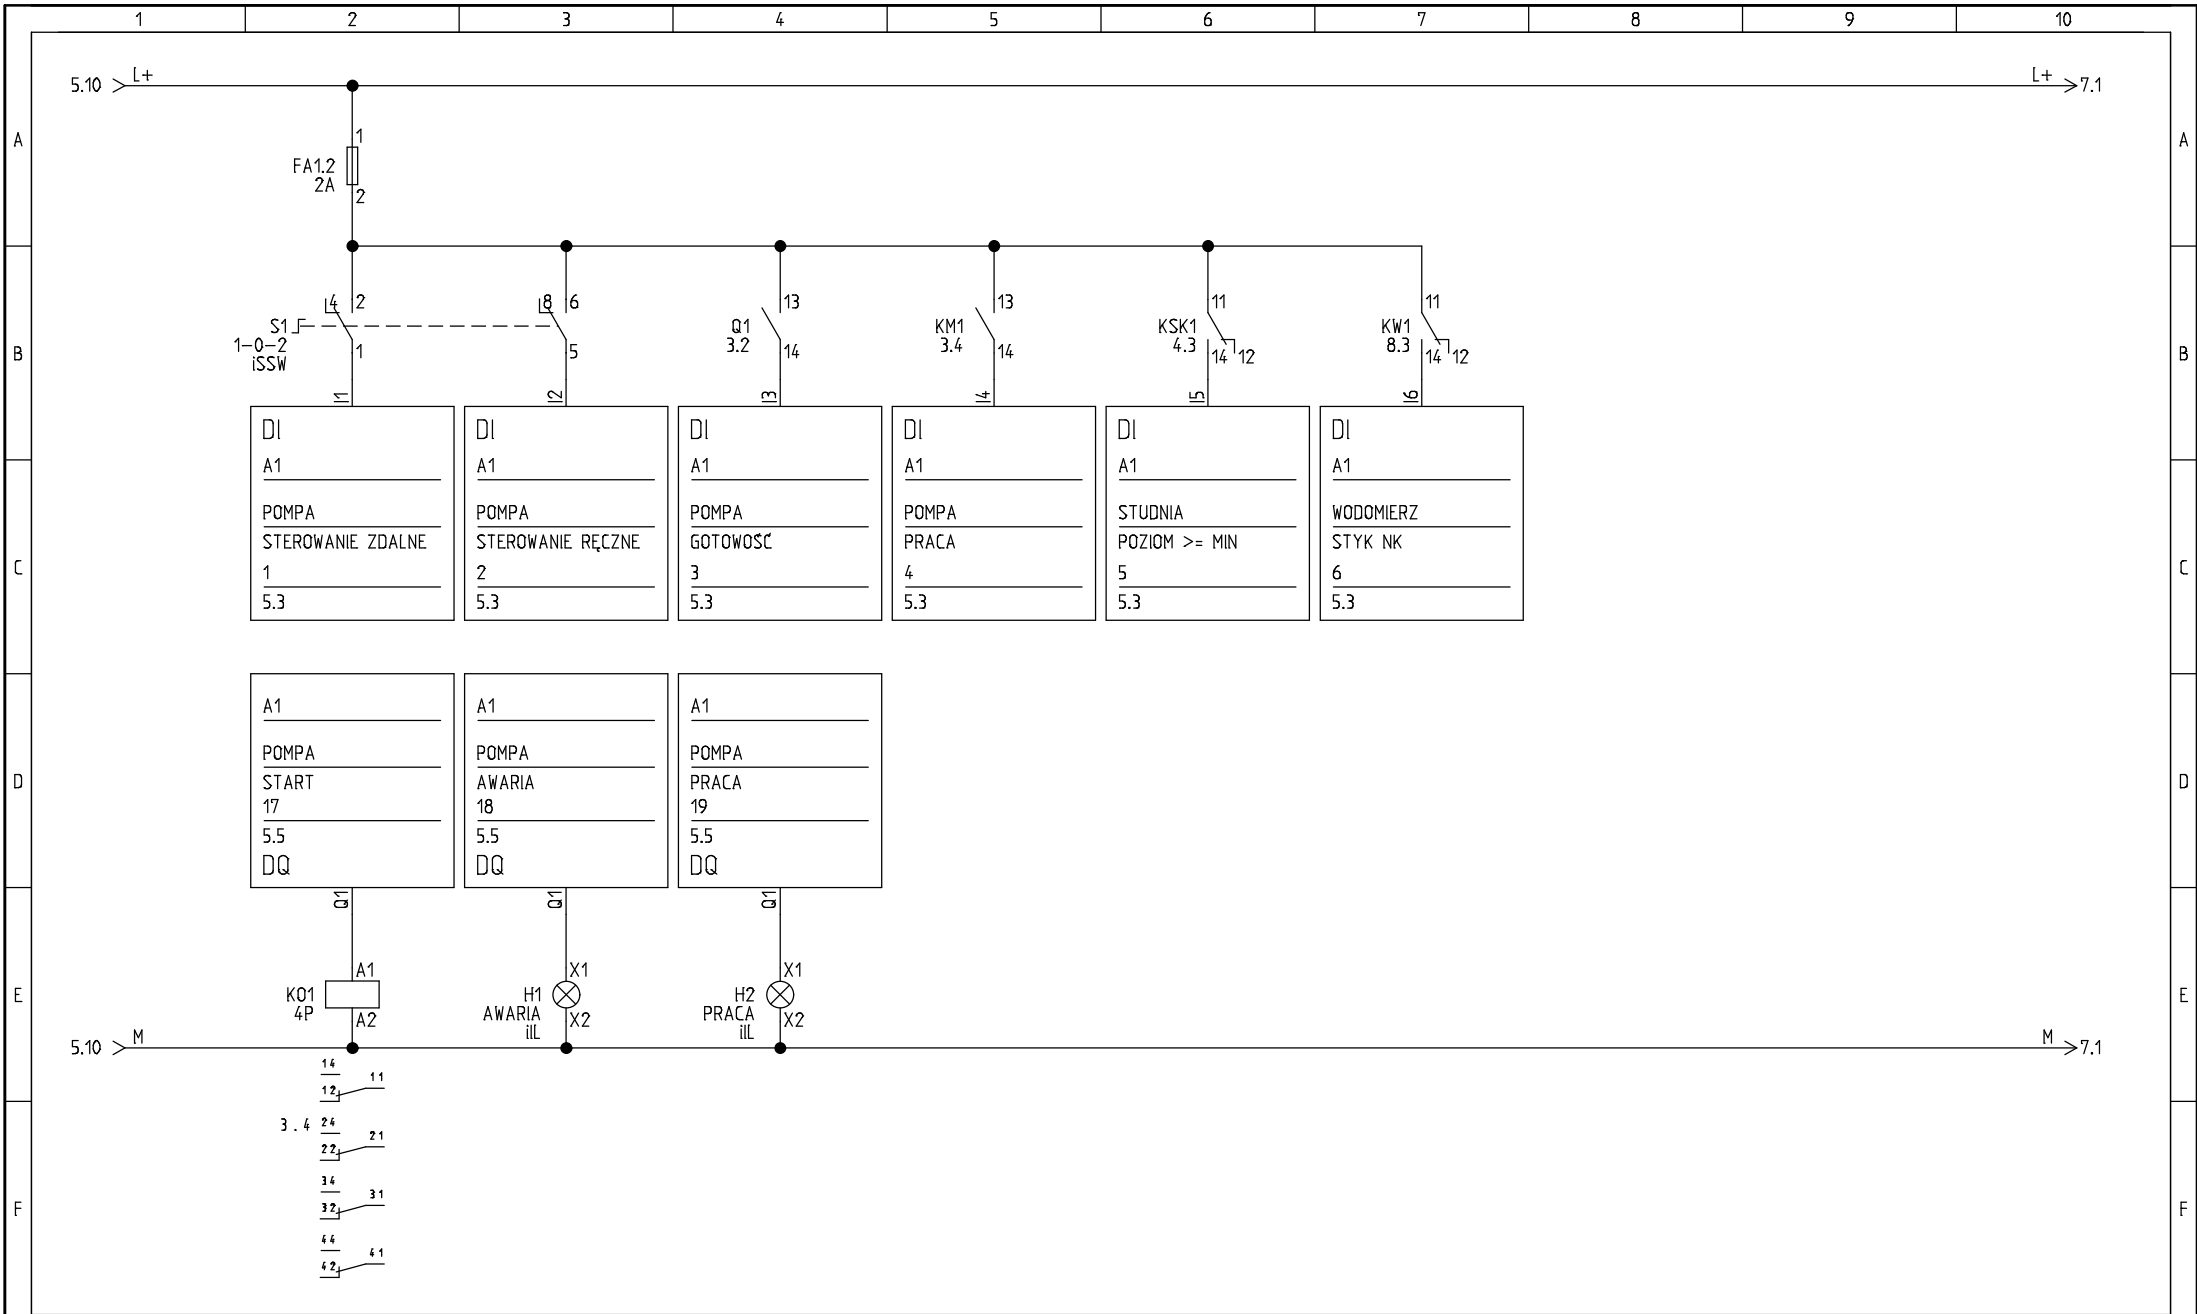 1 2 3 4 5 6 7 8 9 10
5.10 L+ L+ 7.1
A A
1
FA1.2
2A
2
4 2 8 6 13 13 11 11
S1 Q1 KM1 KSK1 KW1
1-0-2 3.2 3.4 4.3 8.3
iSSW
1 5 14 14 14 12 14 12
B B
I1 I2 I3 I4 I5 I6
DI DI DI DI DI DI
A1 A1 A1 A1 A1 A1
POMPA POMPA POMPA POMPA STUDNIA WODOMIERZ
STEROWANIE ZDALNE STEROWANIE RĘCZNE GOTOWOŚĆ PRACA POZIOM >= MIN STYK NK
C C
1 2 3 4 5 6
5.3 5.3 5.3 5.3 5.3 5.3
A1 A1 A1
POMPA POMPA POMPA
START AWARIA PRACA
D D
17 18 19
5.5 5.5 5.5
DQ DQ DQ
Q1 Q1 Q1
A1 X1 X1
E K01 H1 H2 E
4P AWARIA PRACA
iIL iIL
A2 X2 X2
5.10 M M 7.1
14
12 11
3.4 24
22 21
34
32 31
F F
44
42 41